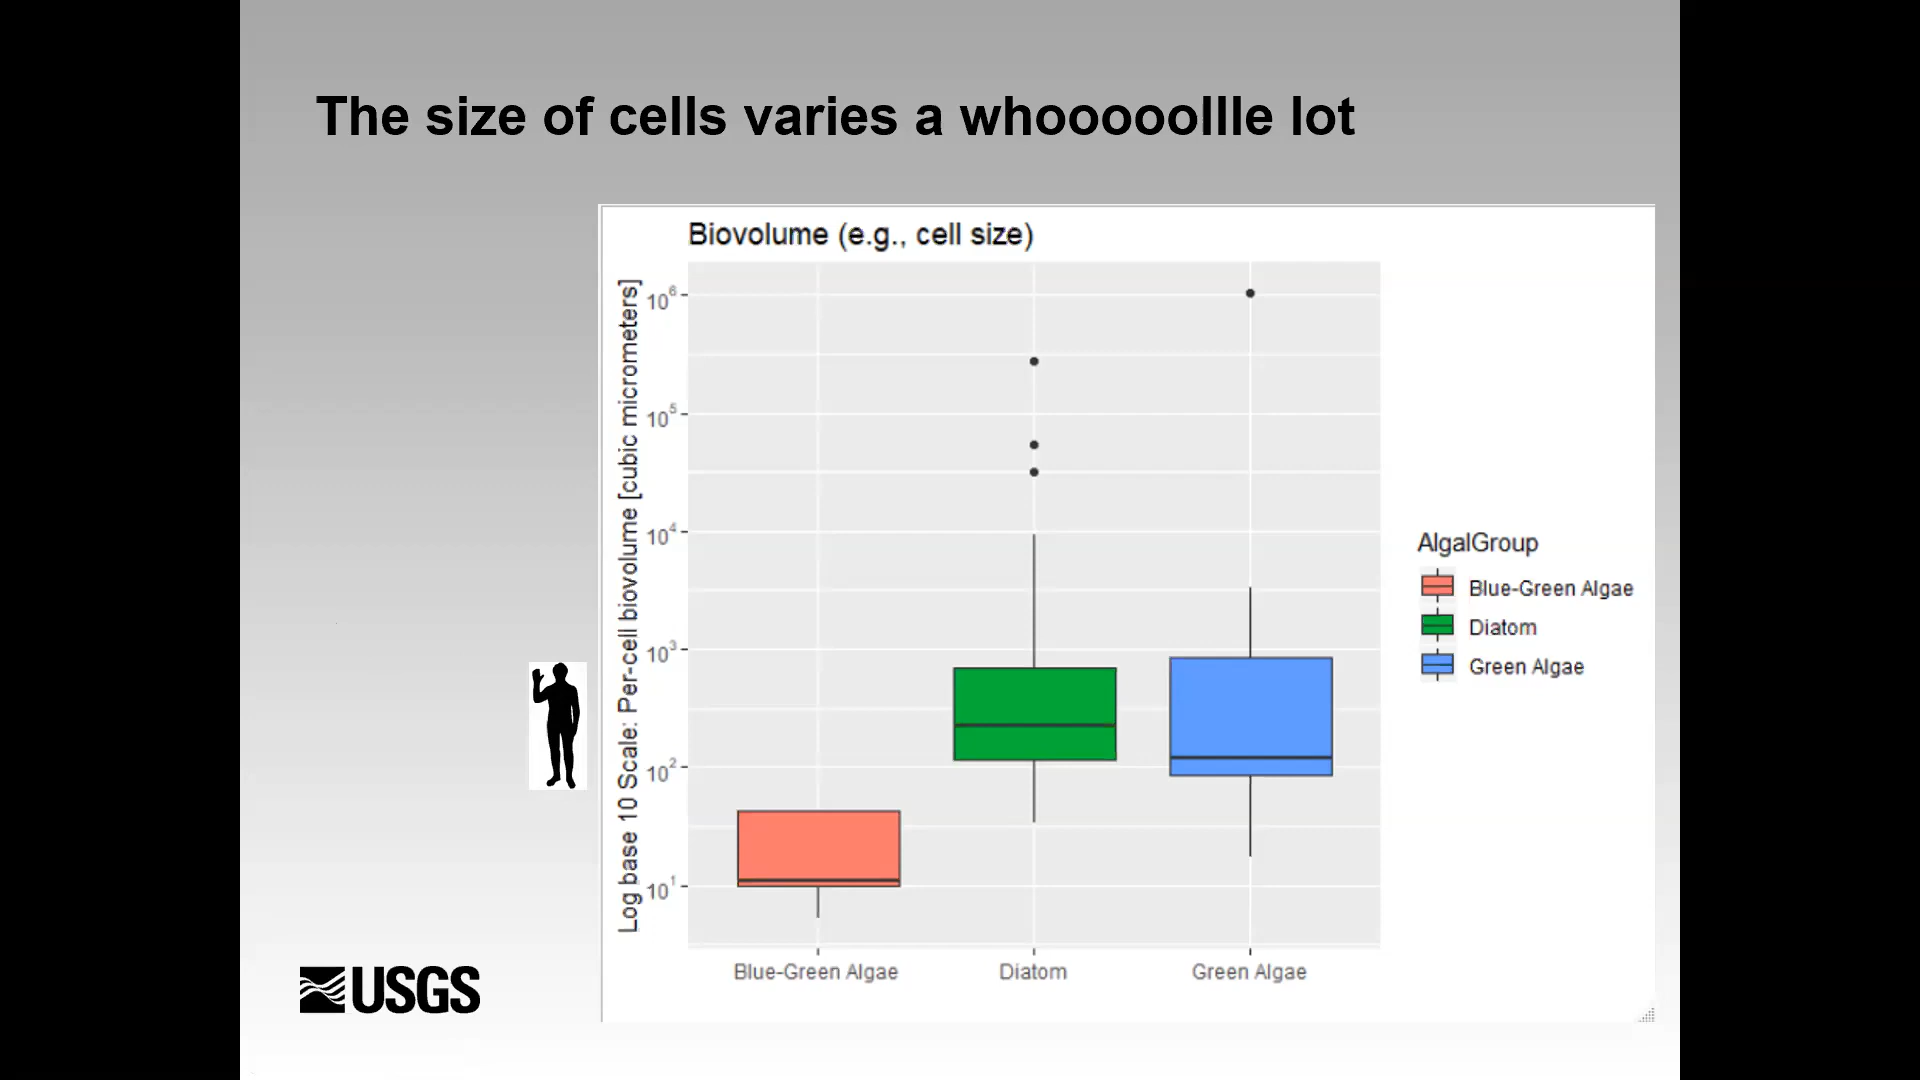 The size of cells varies a whooooollle lot
Biovolume (e.g., cell size)
Log base 10 Scale: Per-cell biovolume [cubic micrometers]
10⁶
10⁵
10⁴
10³
10²
10¹
Blue-Green Algae
Diatom
Green Algae
AlgalGroup
Blue-Green Algae
Diatom
Green Algae
USGS